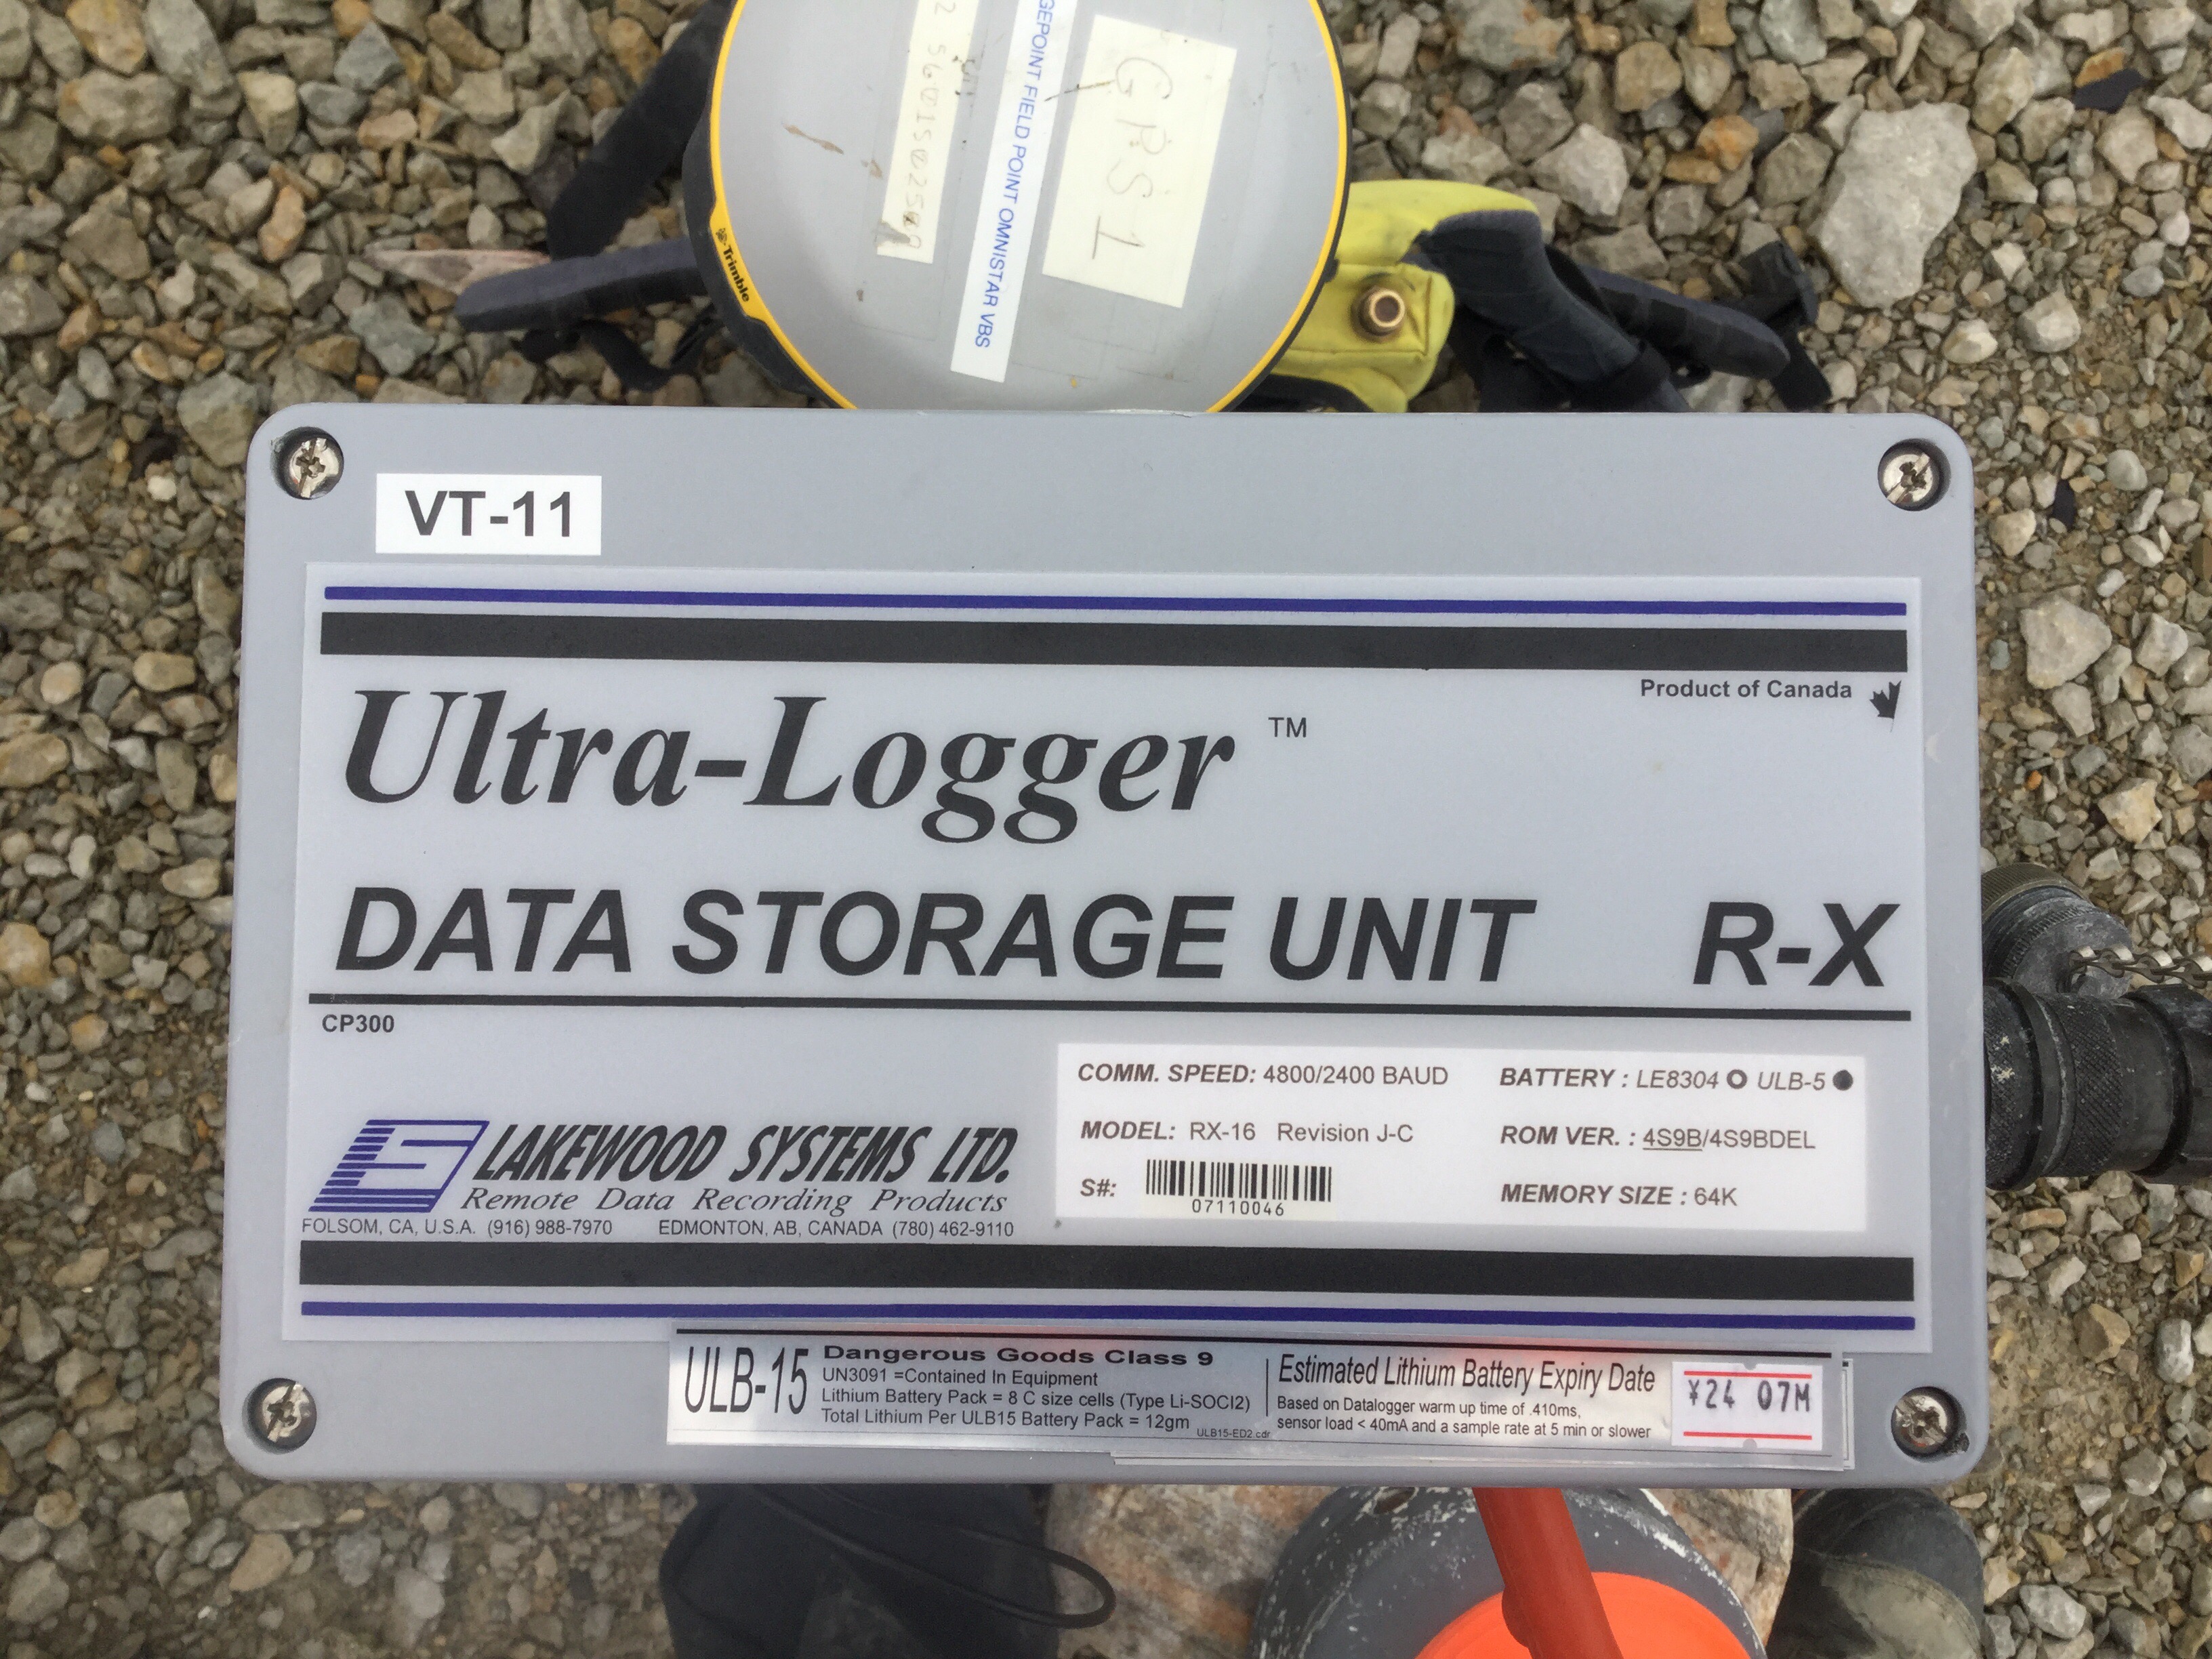 GPS 1
GEPOINT FIELD POINT OMNISTAR VBS
Trimble
VT-11
Product of Canada
Ultra-Logger TM
DATA STORAGE UNIT R-X
CP300
COMM. SPEED: 4800/2400 BAUD BATTERY : LE8304 ULB-5
MODEL: RX-16 Revision J-C ROM VER. : 4S9B/4S9BDEL
S#: MEMORY SIZE : 64K
07110046
LAKEWOOD SYSTEMS LTD.
Remote Data Recording Products
FOLSOM, CA, U.S.A. (916) 988-7970 EDMONTON, AB, CANADA (780) 462-9110
ULB-15
Dangerous Goods Class 9
UN3091 =Contained In Equipment
Lithium Battery Pack = 8 C size cells (Type Li-SOCI2)
Total Lithium Per ULB15 Battery Pack = 12gm
ULB15-ED2.cdr
Estimated Lithium Battery Expiry Date
Based on Datalogger warm up time of .410ms,
sensor load < 40mA and a sample rate at 5 min or slower
¥24 07M